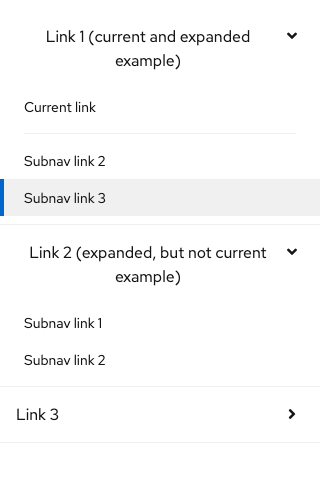 Link 1 (current and expanded
example)
Current link
Subnav link 2
Subnav link 3
Link 2 (expanded, but not current
example)
Subnav link 1
Subnav link 2
Link 3